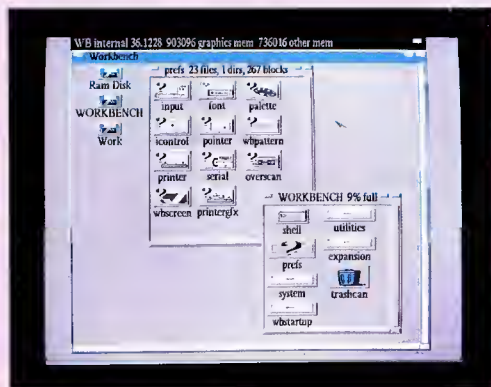 WB internal 36.1228 903096 graphics mem 736016 other mem
Workbench
Ram Disk
WORKBENCH
Work
prefs 23 files, 1 dirs, 267 blocks
input font palette
icontrol pointer wbpattern
printer serial overscan
wbscreen printergfx
WORKBENCH 9% full
shell utilities
prefs expansion
system trashcan
wbstartup